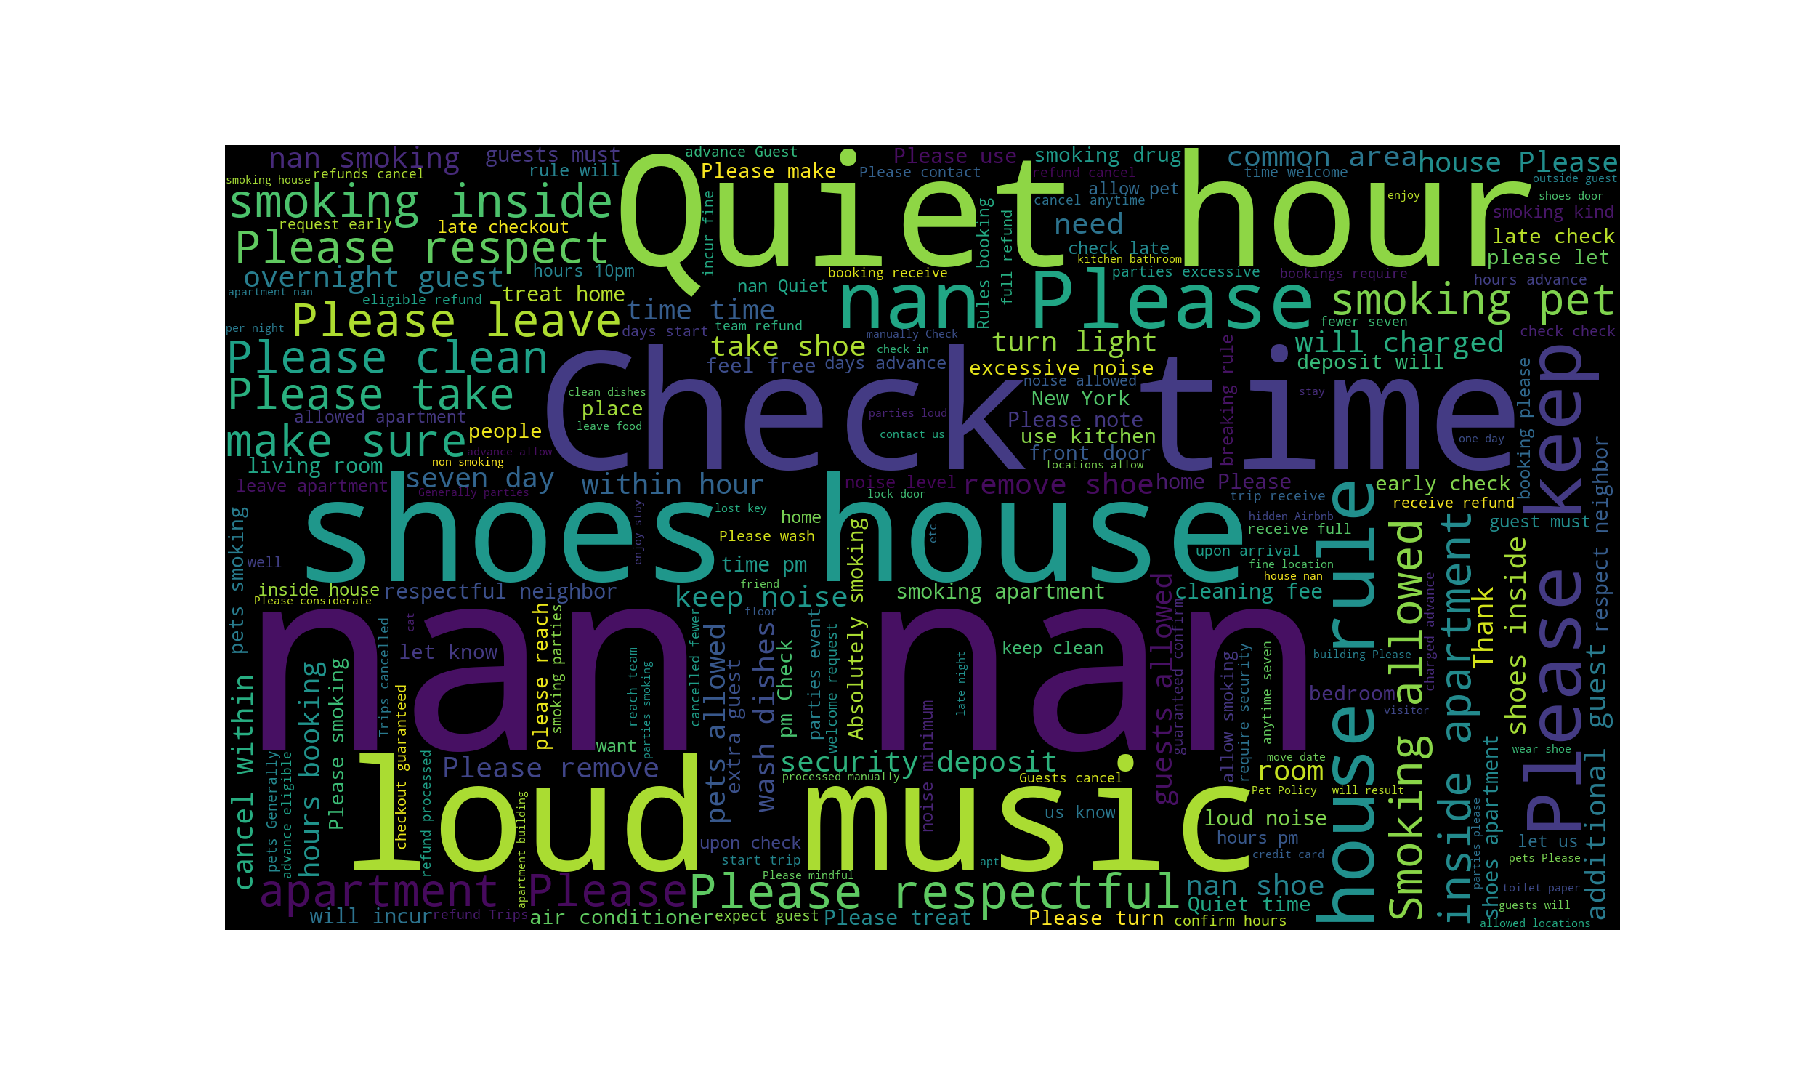 nan smoking
guests must
advance Guest
Please use
smoking drug
common area
house Please
smoking house
refunds cancel
rule will
Please make
Please contact
refund cancel
time welcome
outside guest
smoking inside
Quiet hour
allow pet
cancel anytime
enjoy
shoes door
request early
late checkout
incur fine
Rules booking
full refund
need
smoking kind
Please respect
check late
late check
kitchen bathroom
please let
overnight guest
hours 10pm
booking receive
parties excessive
bookings require
hours advance
apartment nan
eligible refund
treat home
nan Quiet
nan Please
smoking pet
Please leave
time time
per night
days start
team refund
manually Check
fewer seven
check check
Please clean
take shoe
check in
turn light
will charged
feel free
days advance
excessive noise
deposit will
Please take
Check time
clean dishes
noise allowed
stay
place
New York
breaking rule
allowed apartment
leave food
parties loud
Please note
make sure
people
contact us
use kitchen
one day
advance allow
front door
living room
non smoking
locations allow
Please keep
booking please
respect neighbor
leave apartment
seven day
within hour
noise level
remove shoe
home Please
early check
Generally parties
lock door
trip receive
receive refund
shoes house
lost key
home
hidden Airbnb
guest must
pets smoking
enjoy stay
Please wash
etc
receive full
well
time pm
upon arrival
fine location
inside house
respectful neighbor
friend
house nan
Please considerate
keep noise
smoking apartment
cleaning fee
nan nan
cat
floor
Absolutely smoking
house rule
Smoking allowed
inside apartment
Thank
shoes inside
charged advance
additional guest
let know
please reach
smoking parties
cancelled fewer
keep clean
building Please
Trips cancelled
reach team
parties smoking
pets allowed
extra guest
wash dishes
pm Check
parties event
welcome request
late night
guests allowed
guaranteed confirm
allow smoking
require security
anytime seven
bedroom
visitor
cancel within
pets Generally
advance eligible
hours booking
Please smoking
checkout guaranteed
refund processed
want
noise minimum
wear shoe
Please remove
security deposit
move date
room
processed manually
Guests cancel
Pet Policy
will result
apartment building
loud music
us know
loud noise
upon check
hours pm
let us
start trip
apt
credit card
parties please
shoes apartment
pets Please
Please mindful
apartment Please
Please respectful
nan shoe
toilet paper
Quiet time
guests will
will incur
refund Trips
air conditioner
expect guest
Please treat
Please turn
confirm hours
allowed locations